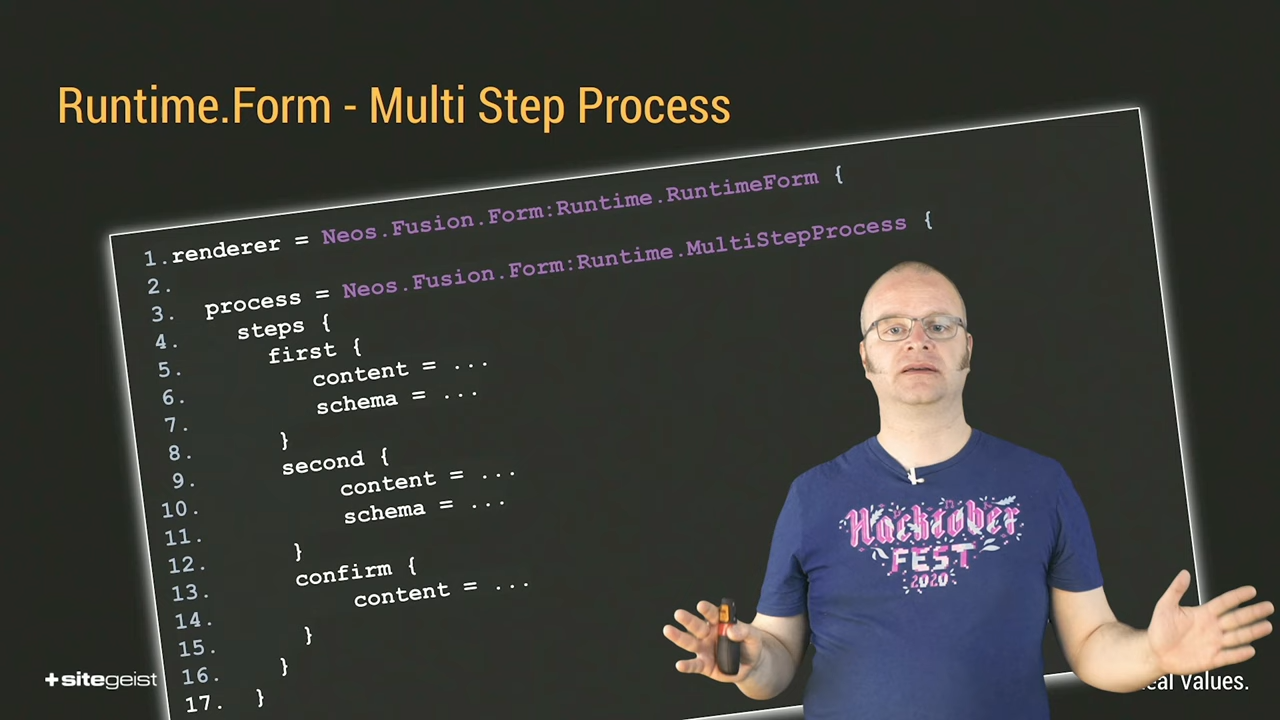 Runtime.Form - Multi Step Process
1. renderer = Neos.Fusion.Form:Runtime.RuntimeForm {
2.
3. process = Neos.Fusion.Form:Runtime.MultiStepProcess {
4. steps {
5. first {
6. content = ...
7. schema = ...
8. }
9. second {
10. content = ...
11. schema = ...
12. }
13. confirm {
14. content = ...
15. }
16. }
17. }
Hacktober
FEST
2020
+sitegeist
values.